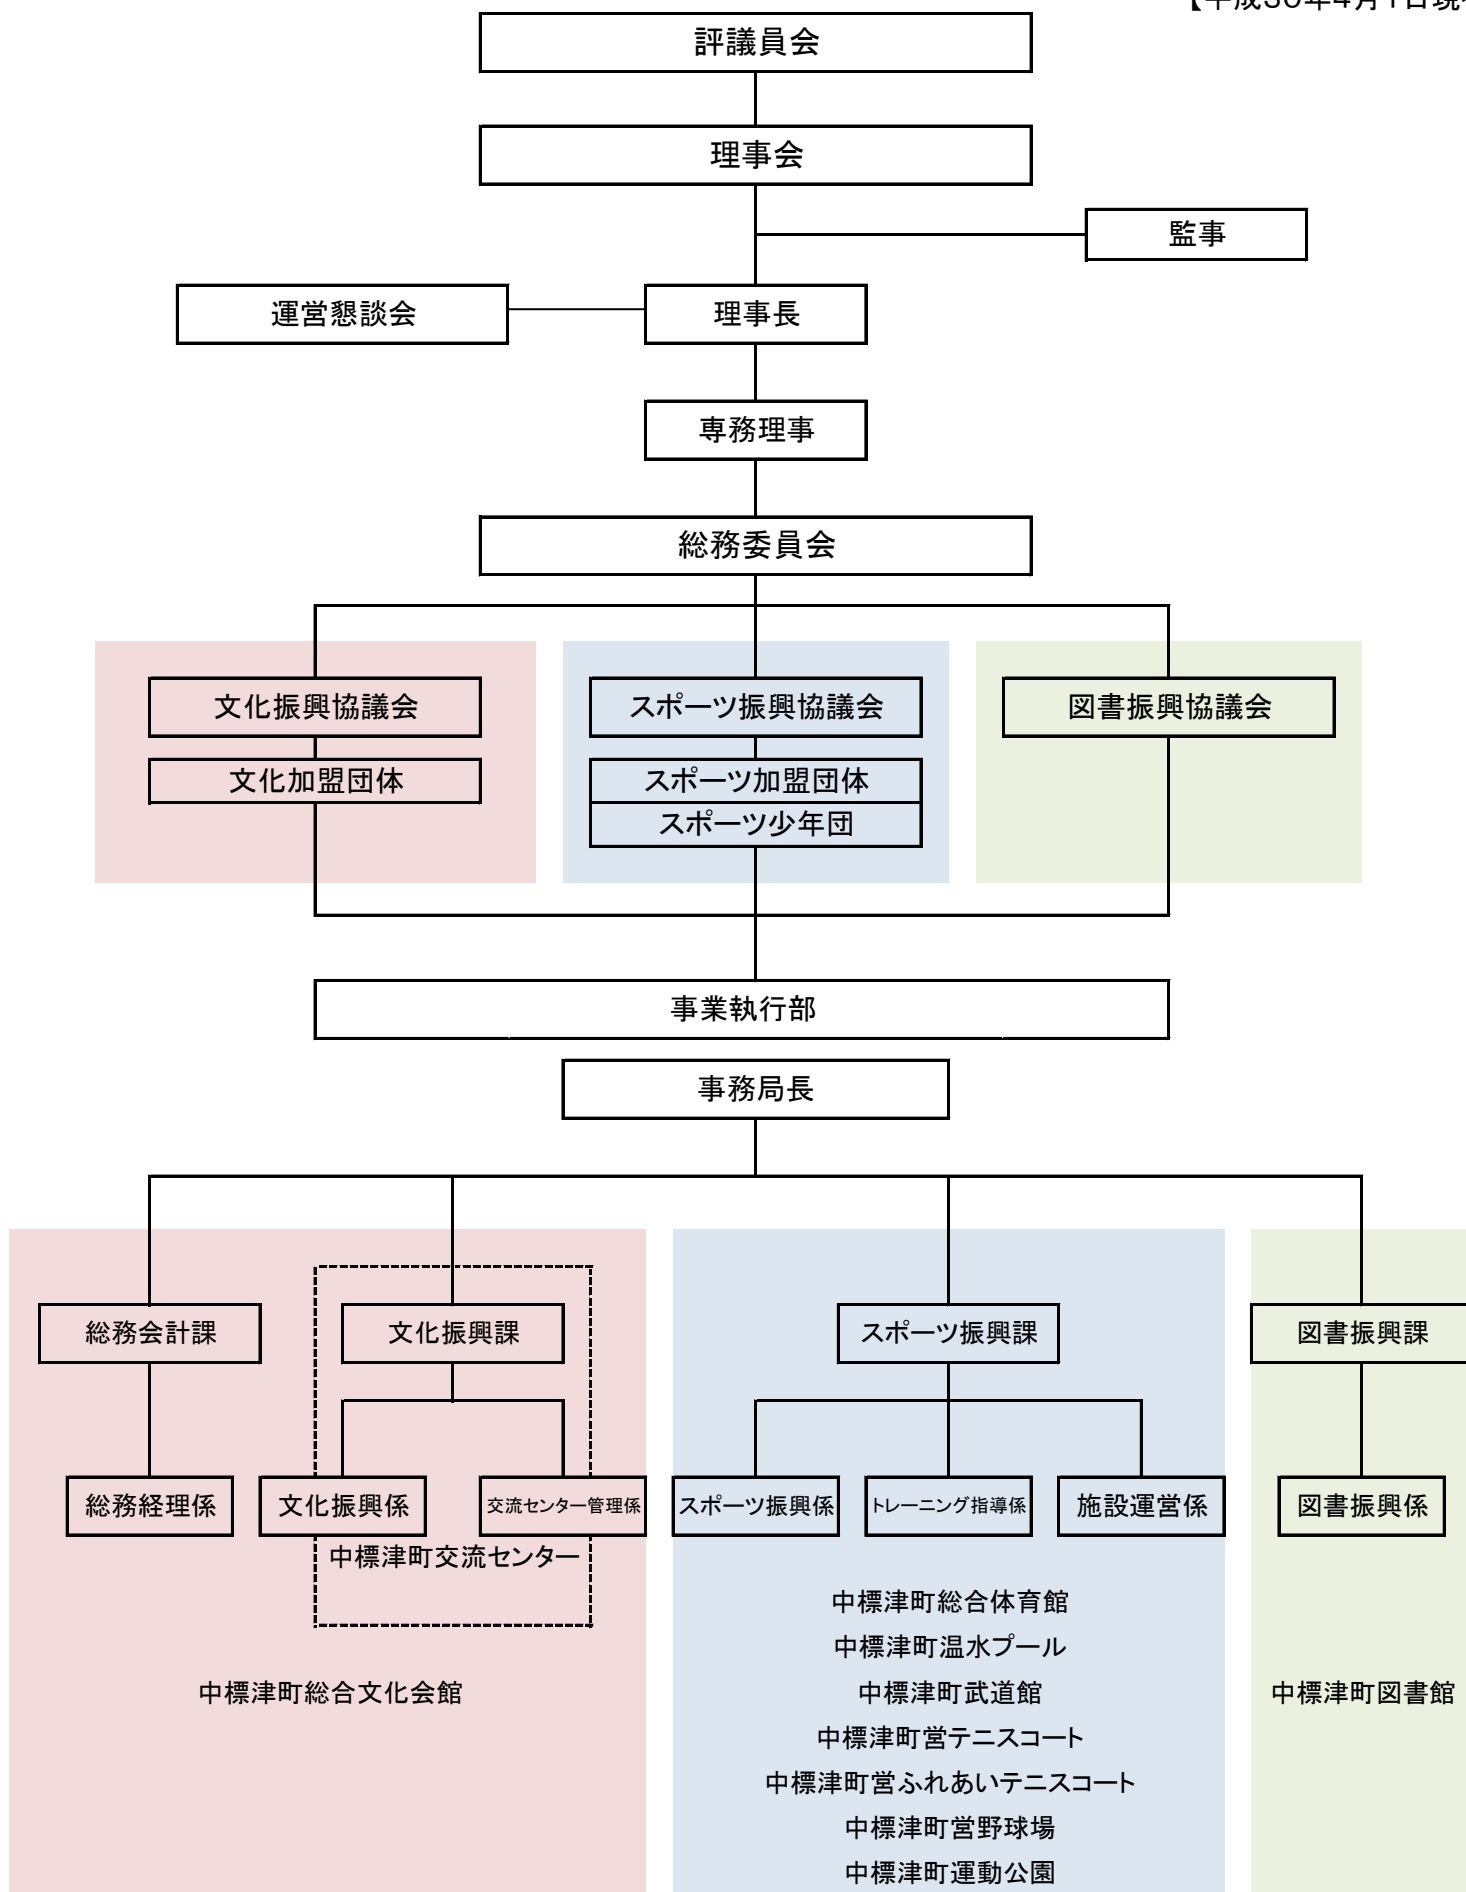 【平成30年4月1日現
評議員会
理事会
監事
運営懇談会
理事長
専務理事
総務委員会
文化振興協議会
スポーツ振興協議会
図書振興協議会
文化加盟団体
スポーツ加盟団体
スポーツ少年団
事業執行部
事務局長
総務会計課
文化振興課
スポーツ振興課
図書振興課
総務経理係
文化振興係
交流センター管理係
スポーツ振興係
トレーニング指導係
施設運営係
図書振興係
中標津町交流センター
中標津町総合体育館
中標津町温水プール
中標津町総合文化会館
中標津町武道館
中標津町図書館
中標津町営テニスコート
中標津町営ふれあいテニスコート
中標津町営野球場
中標津町運動公園